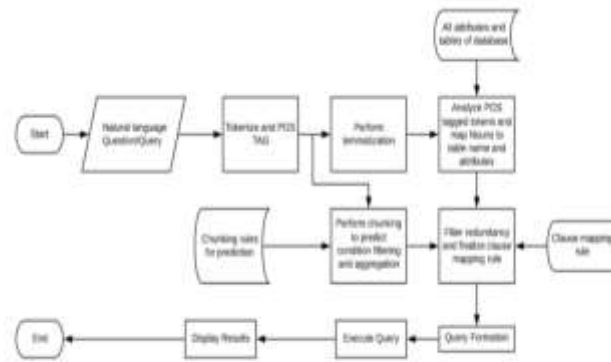 All attributes and
tables of database
Start
Natural language
Question/Query
Tokenize and POS
TAG
Perform
lemmatization
Analyze POS
tagged tokens and
map Nouns to
table name and
attributes
Chunking rules
for prediction
Perform chunking
to predict
condition filtering
and aggregation
Filter redundancy
and finalize clause
mapping rule
Clause mapping
rule
End
Display Results
Execute Query
Query Formation